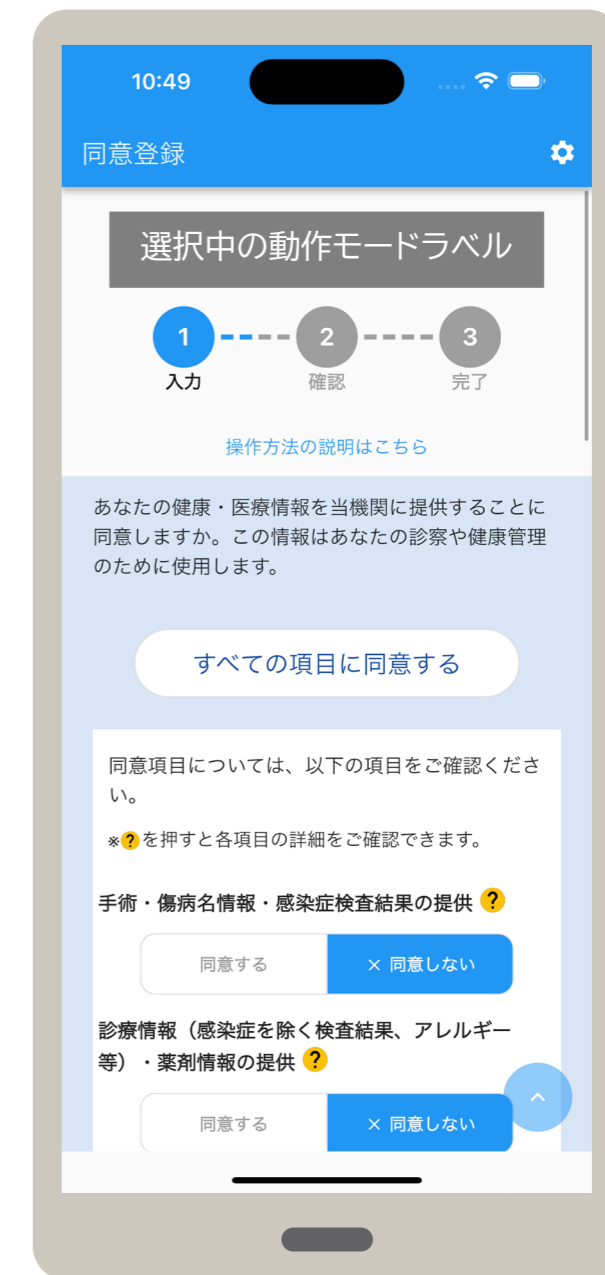 10:49
同意登録
選択中の動作モードラベル
1 2 3
入力 確認 完了
操作方法の説明はこちら
あなたの健康・医療情報を当機関に提供することに
同意しますか。この情報はあなたの診察や健康管理
のために使用します。
すべての項目に同意する
同意項目については、以下の項目をご確認くださ
い。
※?を押すと各項目の詳細をご確認できます。
手術・傷病名情報・感染症検査結果の提供 ?
同意する × 同意しない
診療情報（感染症を除く検査結果、アレルギー
等）・薬剤情報の提供 ?
同意する × 同意しない